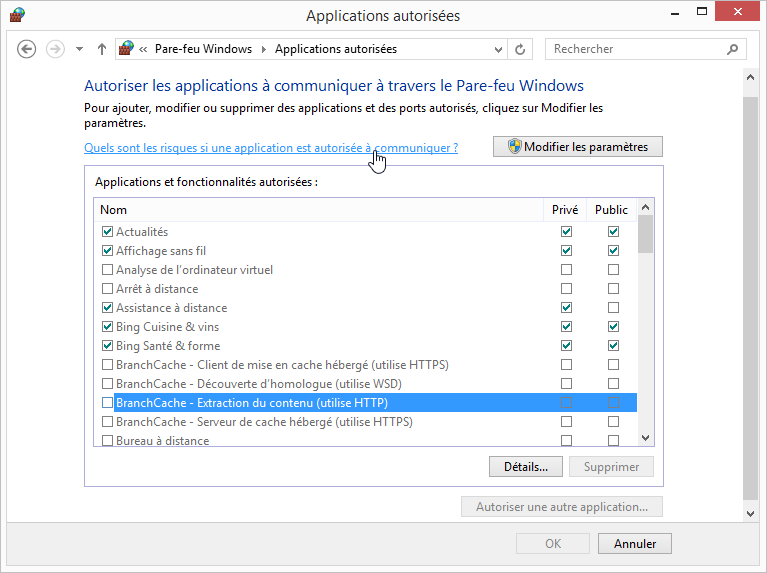 Applications autorisées
« Pare-feu Windows Applications autorisées
Rechercher
Autoriser les applications à communiquer à travers le Pare-feu Windows
Pour ajouter, modifier ou supprimer des applications et des ports autorisés, cliquez sur Modifier les
paramètres.
Quels sont les risques si une application est autorisée à communiquer ?
Modifier les paramètres
Applications et fonctionnalités autorisées :
Nom Privé Public
Actualités
Affichage sans fil
Analyse de l'ordinateur virtuel
Arrêt à distance
Assistance à distance
Bing Cuisine & vins
Bing Santé & forme
BranchCache - Client de mise en cache hébergé (utilise HTTPS)
BranchCache - Découverte d'homologue (utilise WSD)
BranchCache - Extraction du contenu (utilise HTTP)
BranchCache - Serveur de cache hébergé (utilise HTTPS)
Bureau à distance
Détails... Supprimer
Autoriser une autre application...
OK Annuler